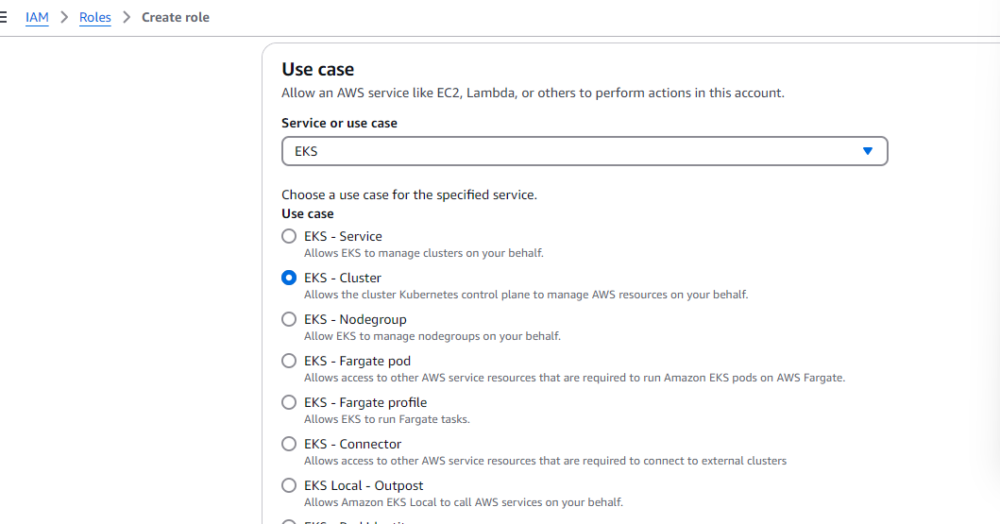 IAM > Roles > Create role
Use case
Allow an AWS service like EC2, Lambda, or others to perform actions in this account.
Service or use case
EKS
Choose a use case for the specified service.
Use case
EKS - Service
Allows EKS to manage clusters on your behalf.
EKS - Cluster
Allows the cluster Kubernetes control plane to manage AWS resources on your behalf.
EKS - Nodegroup
Allow EKS to manage nodegroups on your behalf.
EKS - Fargate pod
Allows access to other AWS service resources that are required to run Amazon EKS pods on AWS Fargate.
EKS - Fargate profile
Allows EKS to run Fargate tasks.
EKS - Connector
Allows access to other AWS service resources that are required to connect to external clusters
EKS Local - Outpost
Allows Amazon EKS Local to call AWS services on your behalf.